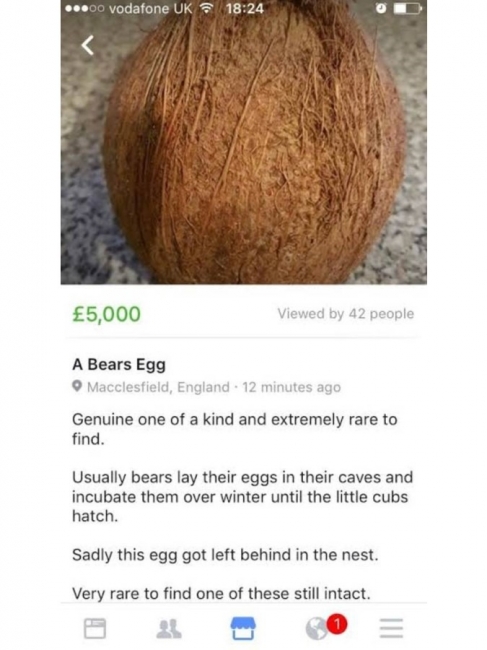 vodafone UK 18:24
£5,000 Viewed by 42 people
A Bears Egg
Macclesfield, England · 12 minutes ago
Genuine one of a kind and extremely rare to
find.
Usually bears lay their eggs in their caves and
incubate them over winter until the little cubs
hatch.
Sadly this egg got left behind in the nest.
Very rare to find one of these still intact.
1